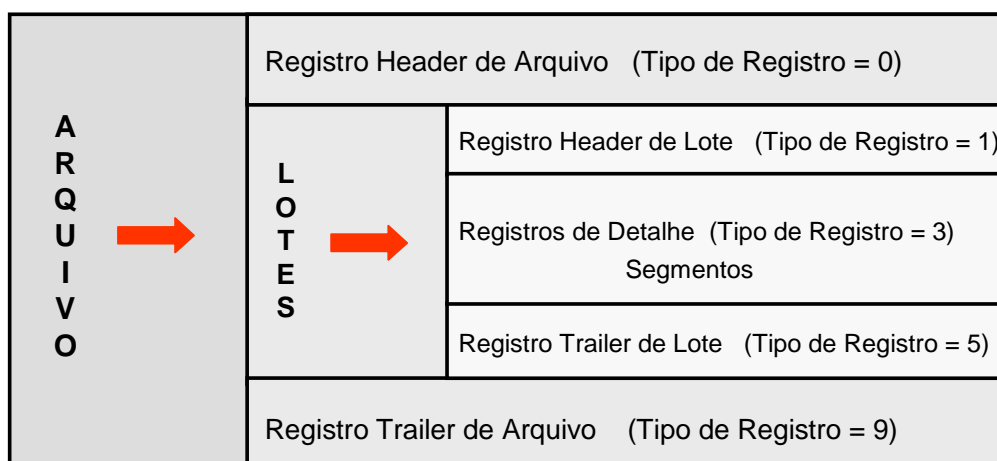 ARQUIVO
Registro Header de Arquivo (Tipo de Registro = 0)
LOTES
Registro Header de Lote (Tipo de Registro = 1)
Registros de Detalhe (Tipo de Registro = 3)
Segmentos
Registro Trailer de Lote (Tipo de Registro = 5)
Registro Trailer de Arquivo (Tipo de Registro = 9)